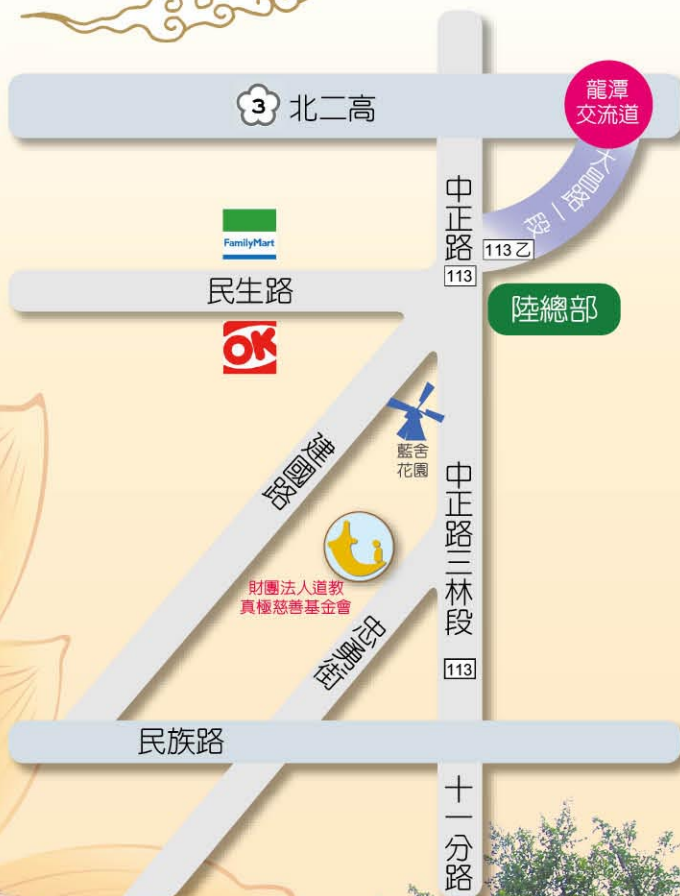 龍潭
交流道
3 北二高
大昌路一段
中正路
113乙
113
FamilyMart
民生路
陸總部
OK
藍舍
花園
建國路
中正路三林段
財團法人道教
真極慈善基金會
忠勇街
113
民族路
十一分路